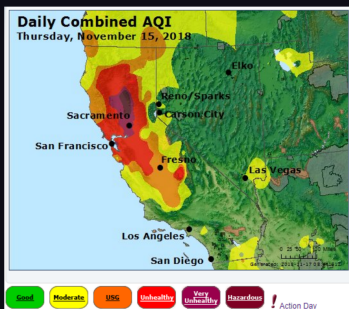 Daily Combined AQI
Thursday, November 15, 2018
Elko
Reno/Sparks
Carson City
Sacramento
San Francisco
Fresno
Las Vegas
Los Angeles
San Diego
Good
Moderate
USG
Unhealthy
Very Unhealthy
Hazardous
! Action Day